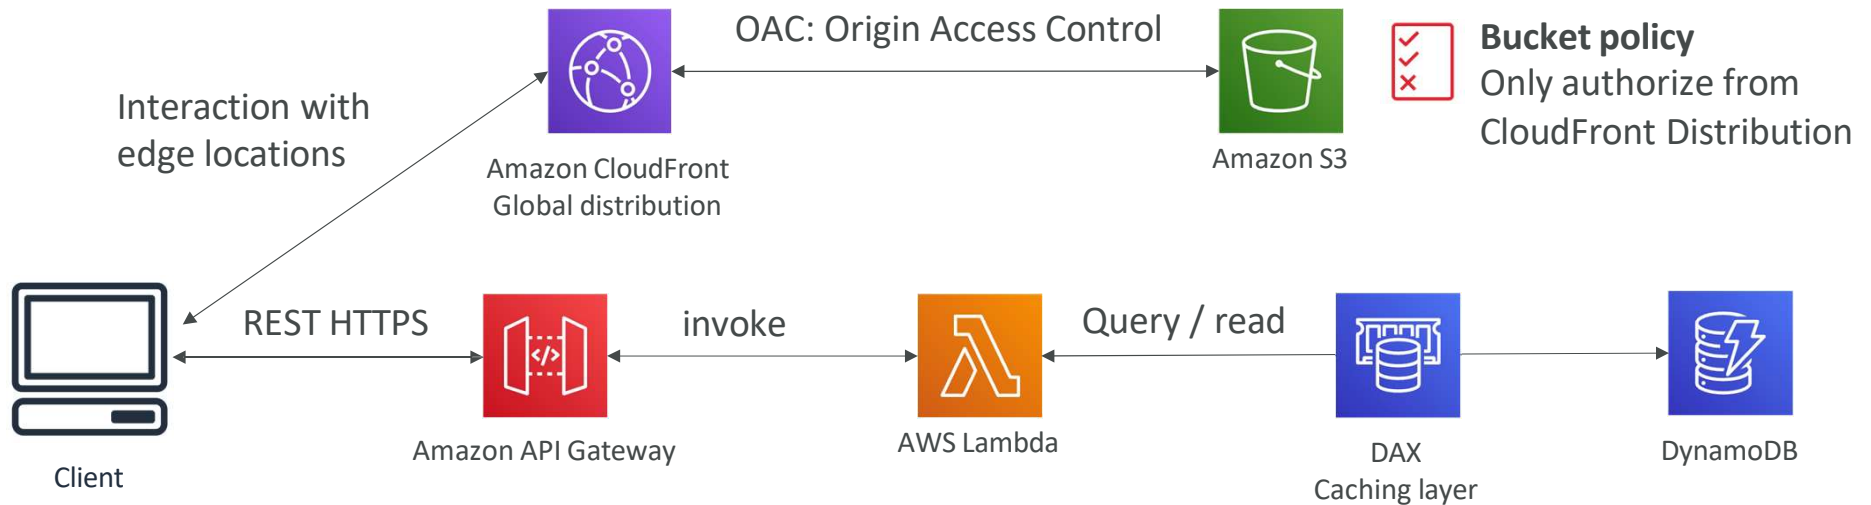 OAC: Origin Access Control
Bucket policy
Only authorize from
CloudFront Distribution
Interaction with
edge locations
Amazon CloudFront
Global distribution
Amazon S3
REST HTTPS
invoke
Query / read
</>
Client
Amazon API Gateway
AWS Lambda
DAX
Caching layer
DynamoDB